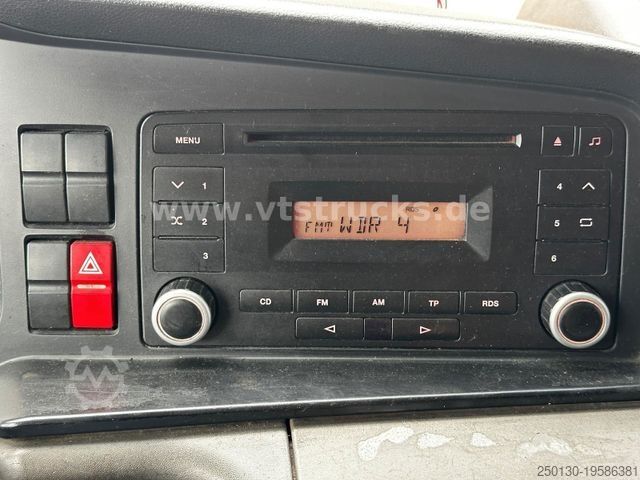 MENU
1
2
3
4
5
6
RDS
FMT WDR 4
CD
FM
AM
TP
RDS
www.vtstrucks.de
250130-19586381